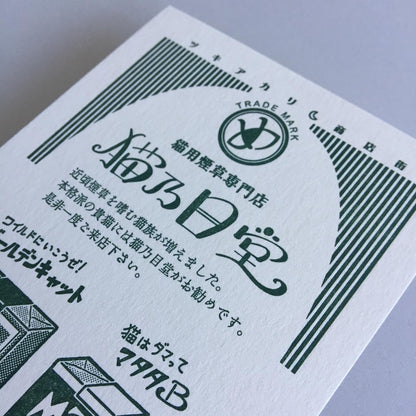 ツキアカリ商店街
TRADE MARK
め
猫用煙草専門店
猫乃目堂
近頃煙草を嗜む猫族が増えました。
本格派の貴猫には猫乃目堂がお勧めです。
是非一度ご来店下さい。
ワイルドにいこうぜ!
ゴールデンキャット
猫はダマって
マタタB